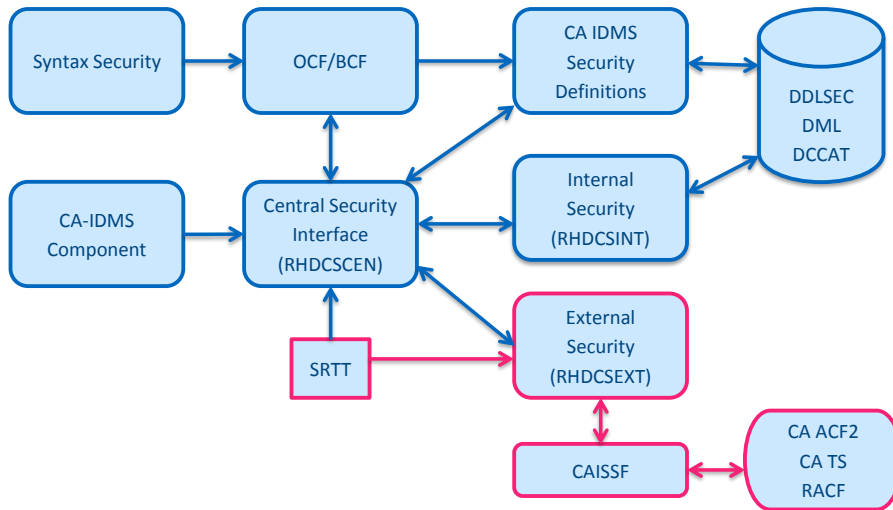 Syntax Security
OCF/BCF
CA IDMS
Security
Definitions
DDLSEC
DML
DCCAT
CA-IDMS
Component
Central Security
Interface
(RHDCSCEN)
Internal
Security
(RHDCSINT)
SRTT
External
Security
(RHDCSEXT)
CAISSF
CA ACF2
CA TS
RACF